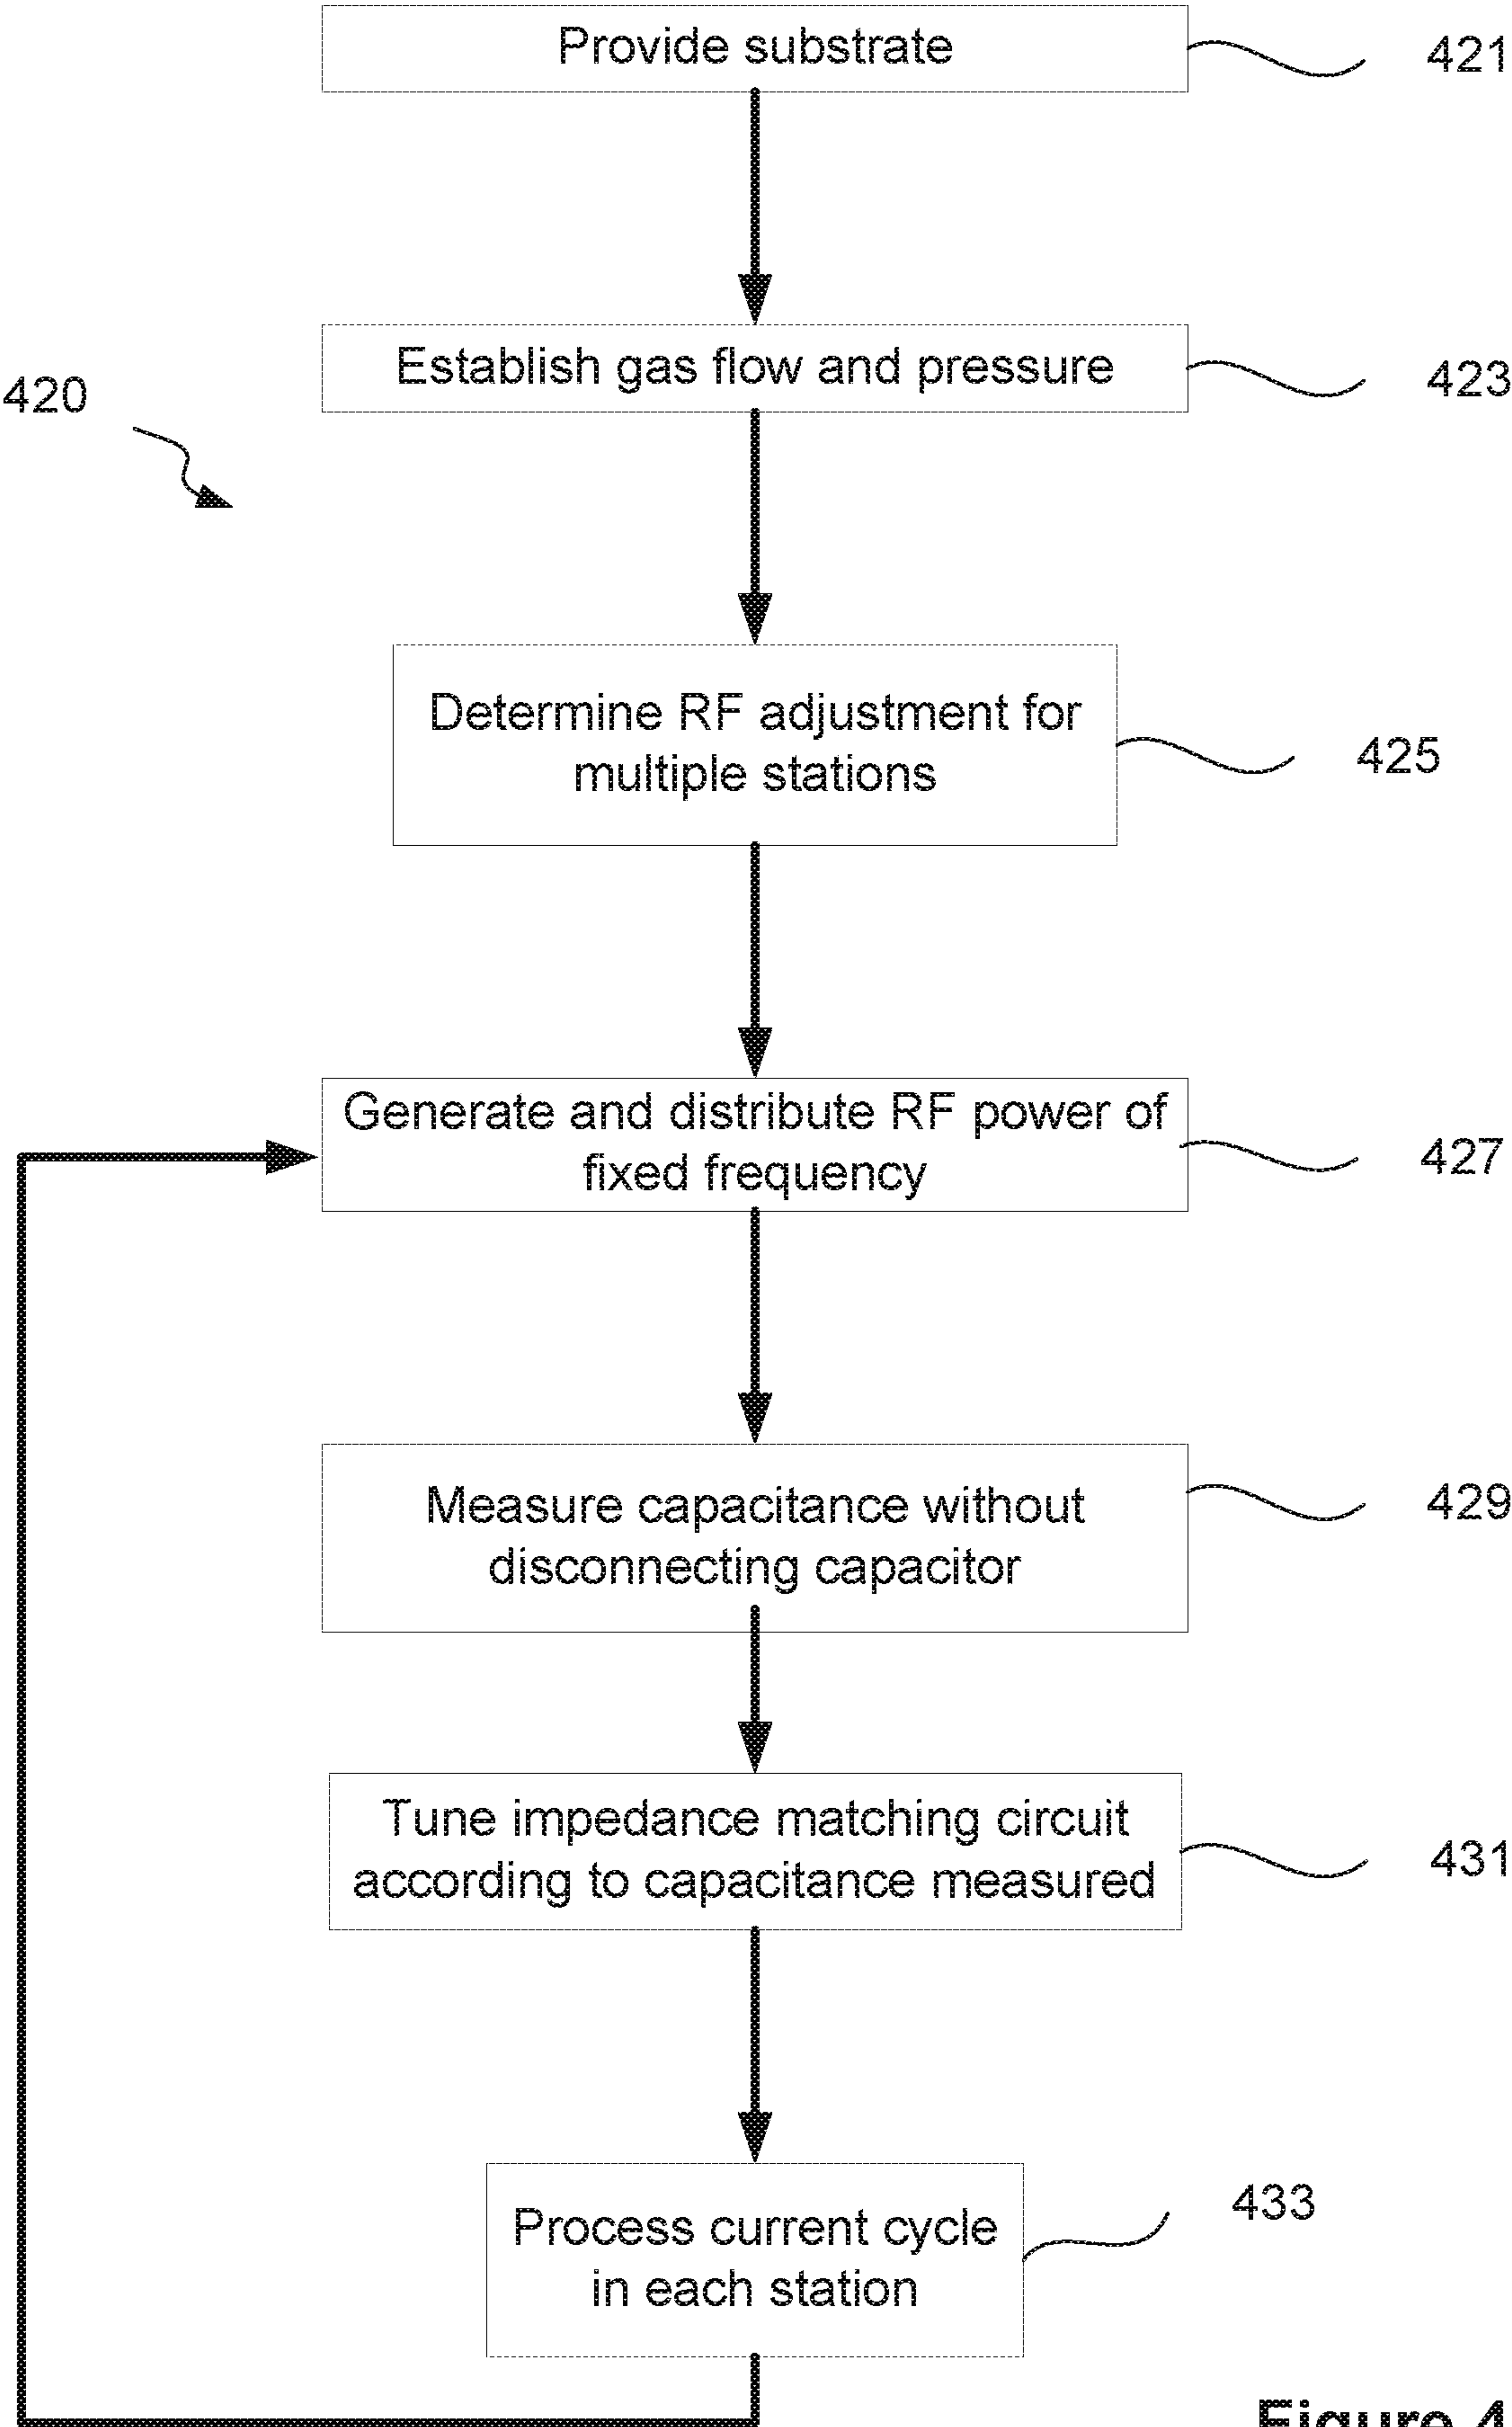 Provide substrate
421
Establish gas flow and pressure
423
420
Determine RF adjustment for
multiple stations
425
Generate and distribute RF power of
fixed frequency
427
Measure capacitance without
disconnecting capacitor
429
Tune impedance matching circuit
according to capacitance measured
431
Process current cycle
in each station
433
Figure 4